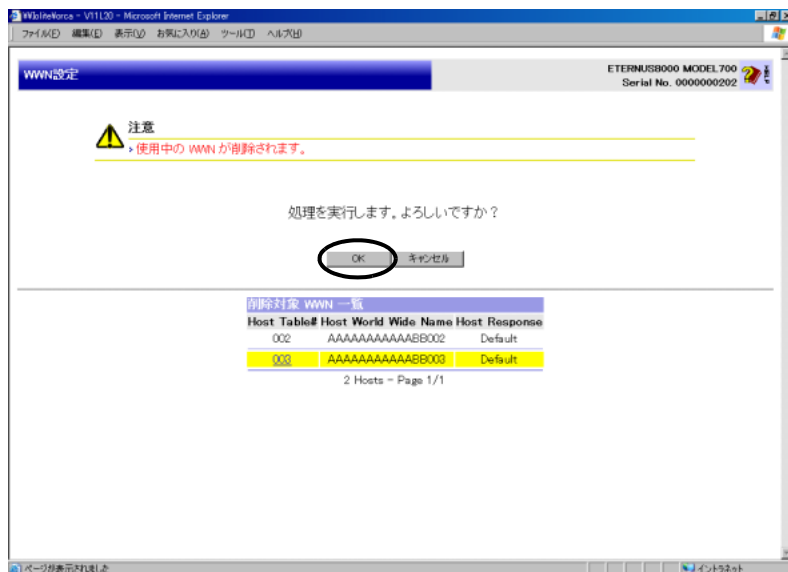 ファイル(F) 編集(E) 表示(V) お気に入り(A) ツール(T) ヘルプ(H)
WWN設定
ETERNUS8000 MODEL700
Serial No. 0000000202
注意
使用中の WWN が削除されます。
処理を実行します。よろしいですか？
OK キャンセル
削除対象 WWN 一覧
Host Table# Host World Wide Name Host Response
002 AAAAAAAAAAABB002 Default
003 AAAAAAAAAAABB003 Default
2 Hosts - Page 1/1
ページが表示されました
イントラネット